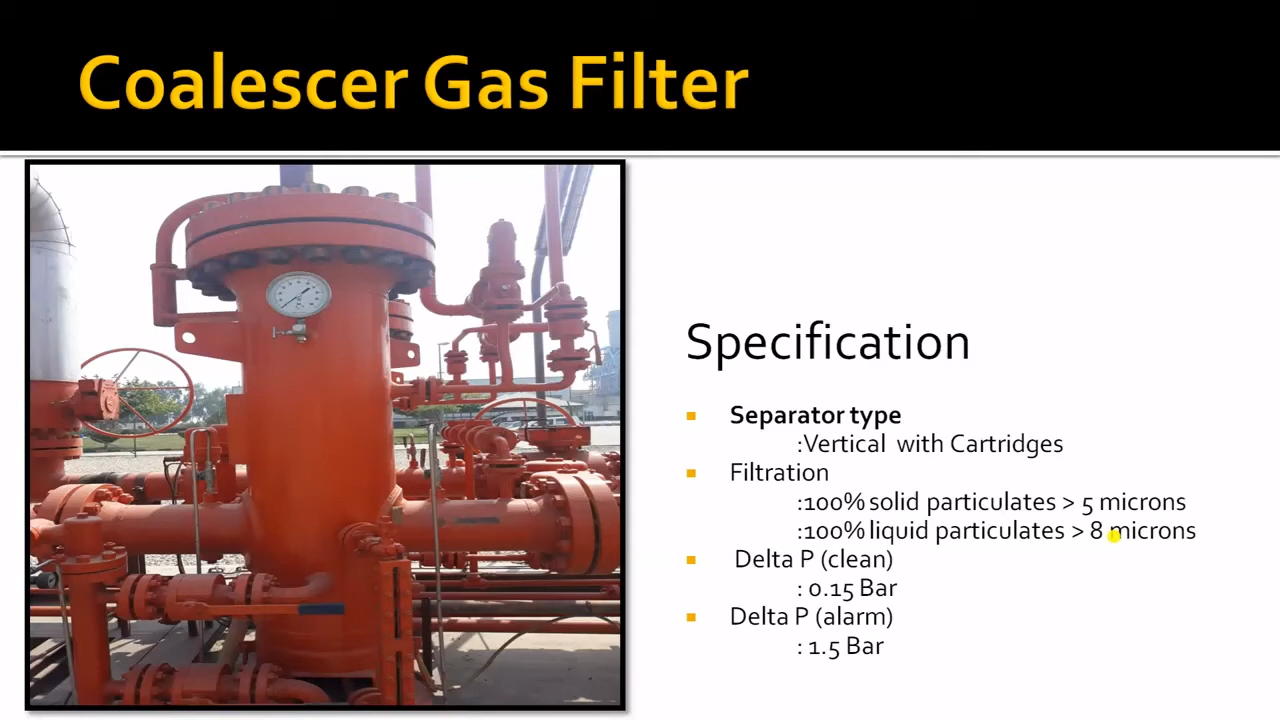 Coalescer Gas Filter
Specification
Separator type
:Vertical with Cartridges
Filtration
:100% solid particulates > 5 microns
:100% liquid particulates > 8 microns
Delta P (clean)
: 0.15 Bar
Delta P (alarm)
: 1.5 Bar